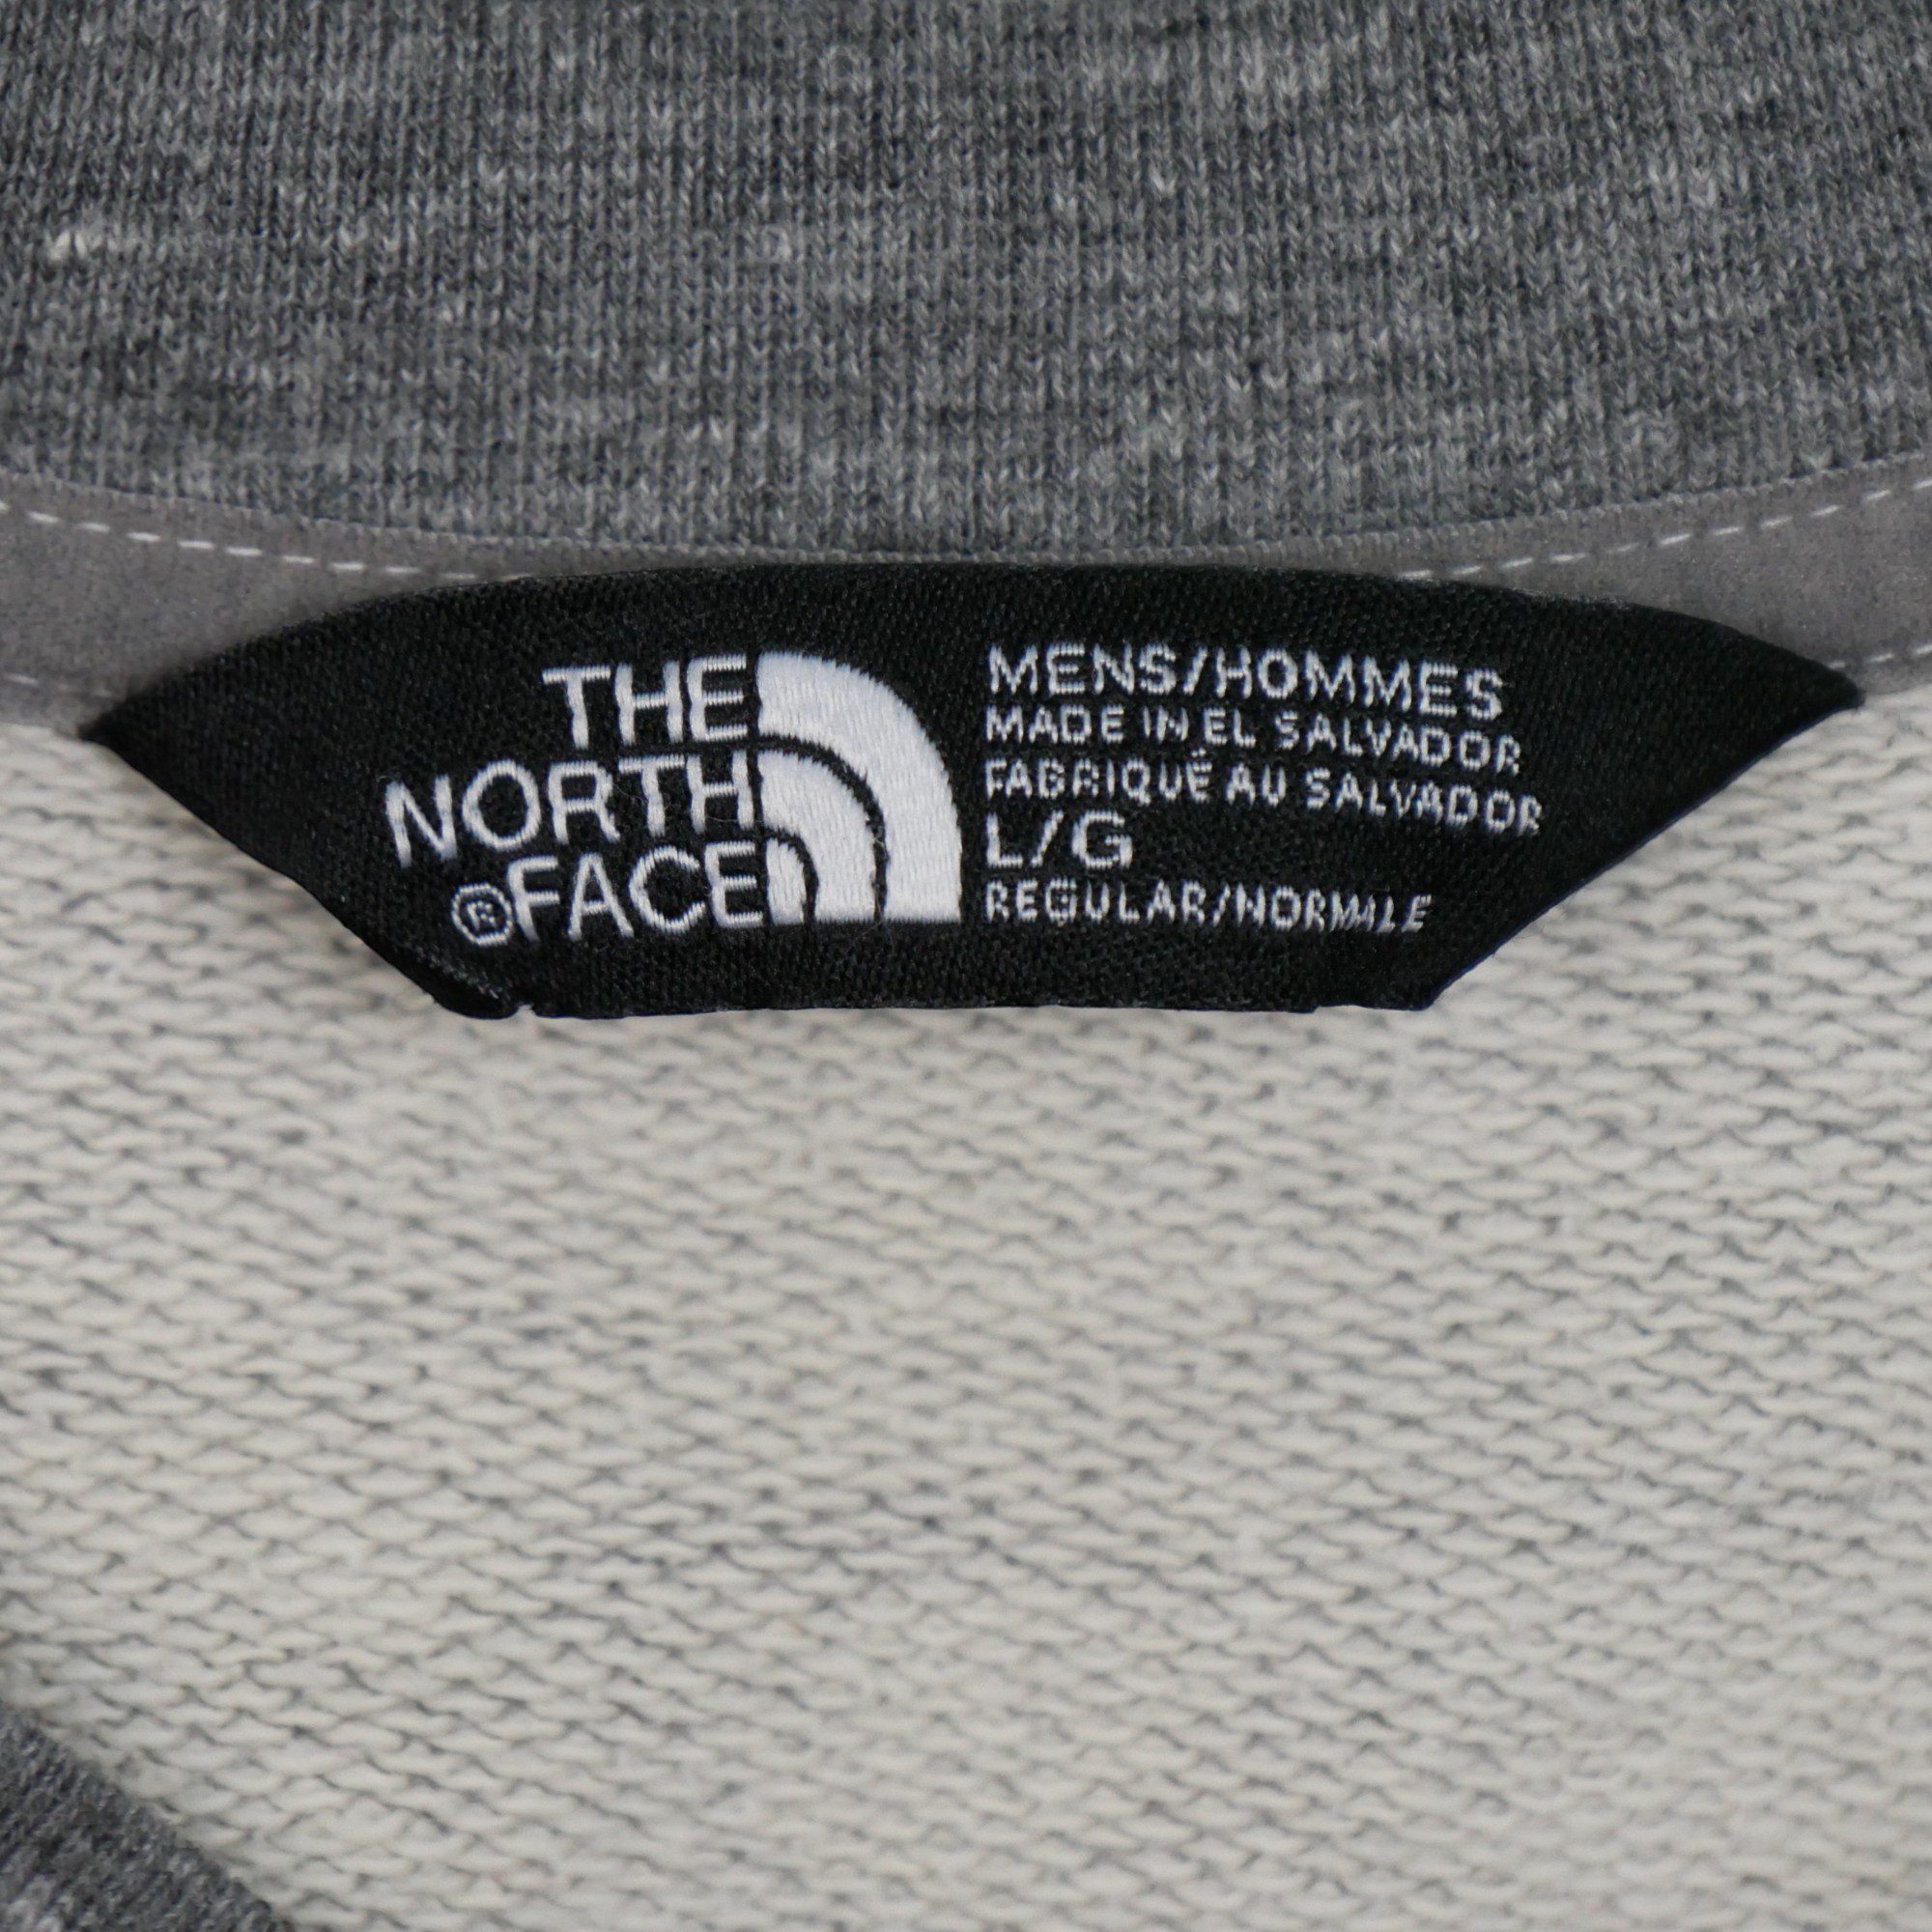 THE
NORTH
®FACE
MENS/HOMMES
MADE IN EL SALVADOR
FABRIQUÉ AU SALVADOR
L/G
REGULAR/NORMALE